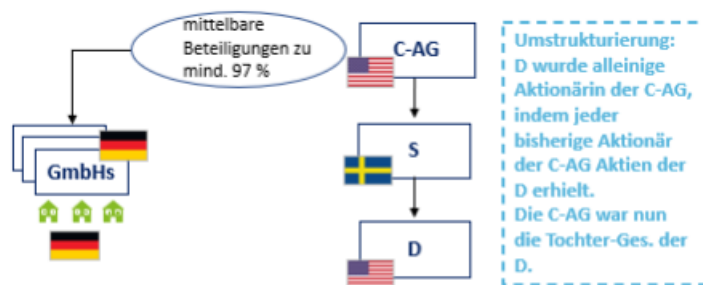 mittelbare
Beteiligungen zu
mind. 97 %
C-AG
GmbHs
S
D
Umstrukturierung:
D wurde alleinige
Aktionärin der C-AG,
indem jeder
bisherige Aktionär
der C-AG Aktien der
D erhielt.
Die C-AG war nun
die Tochter-Ges. der
D.